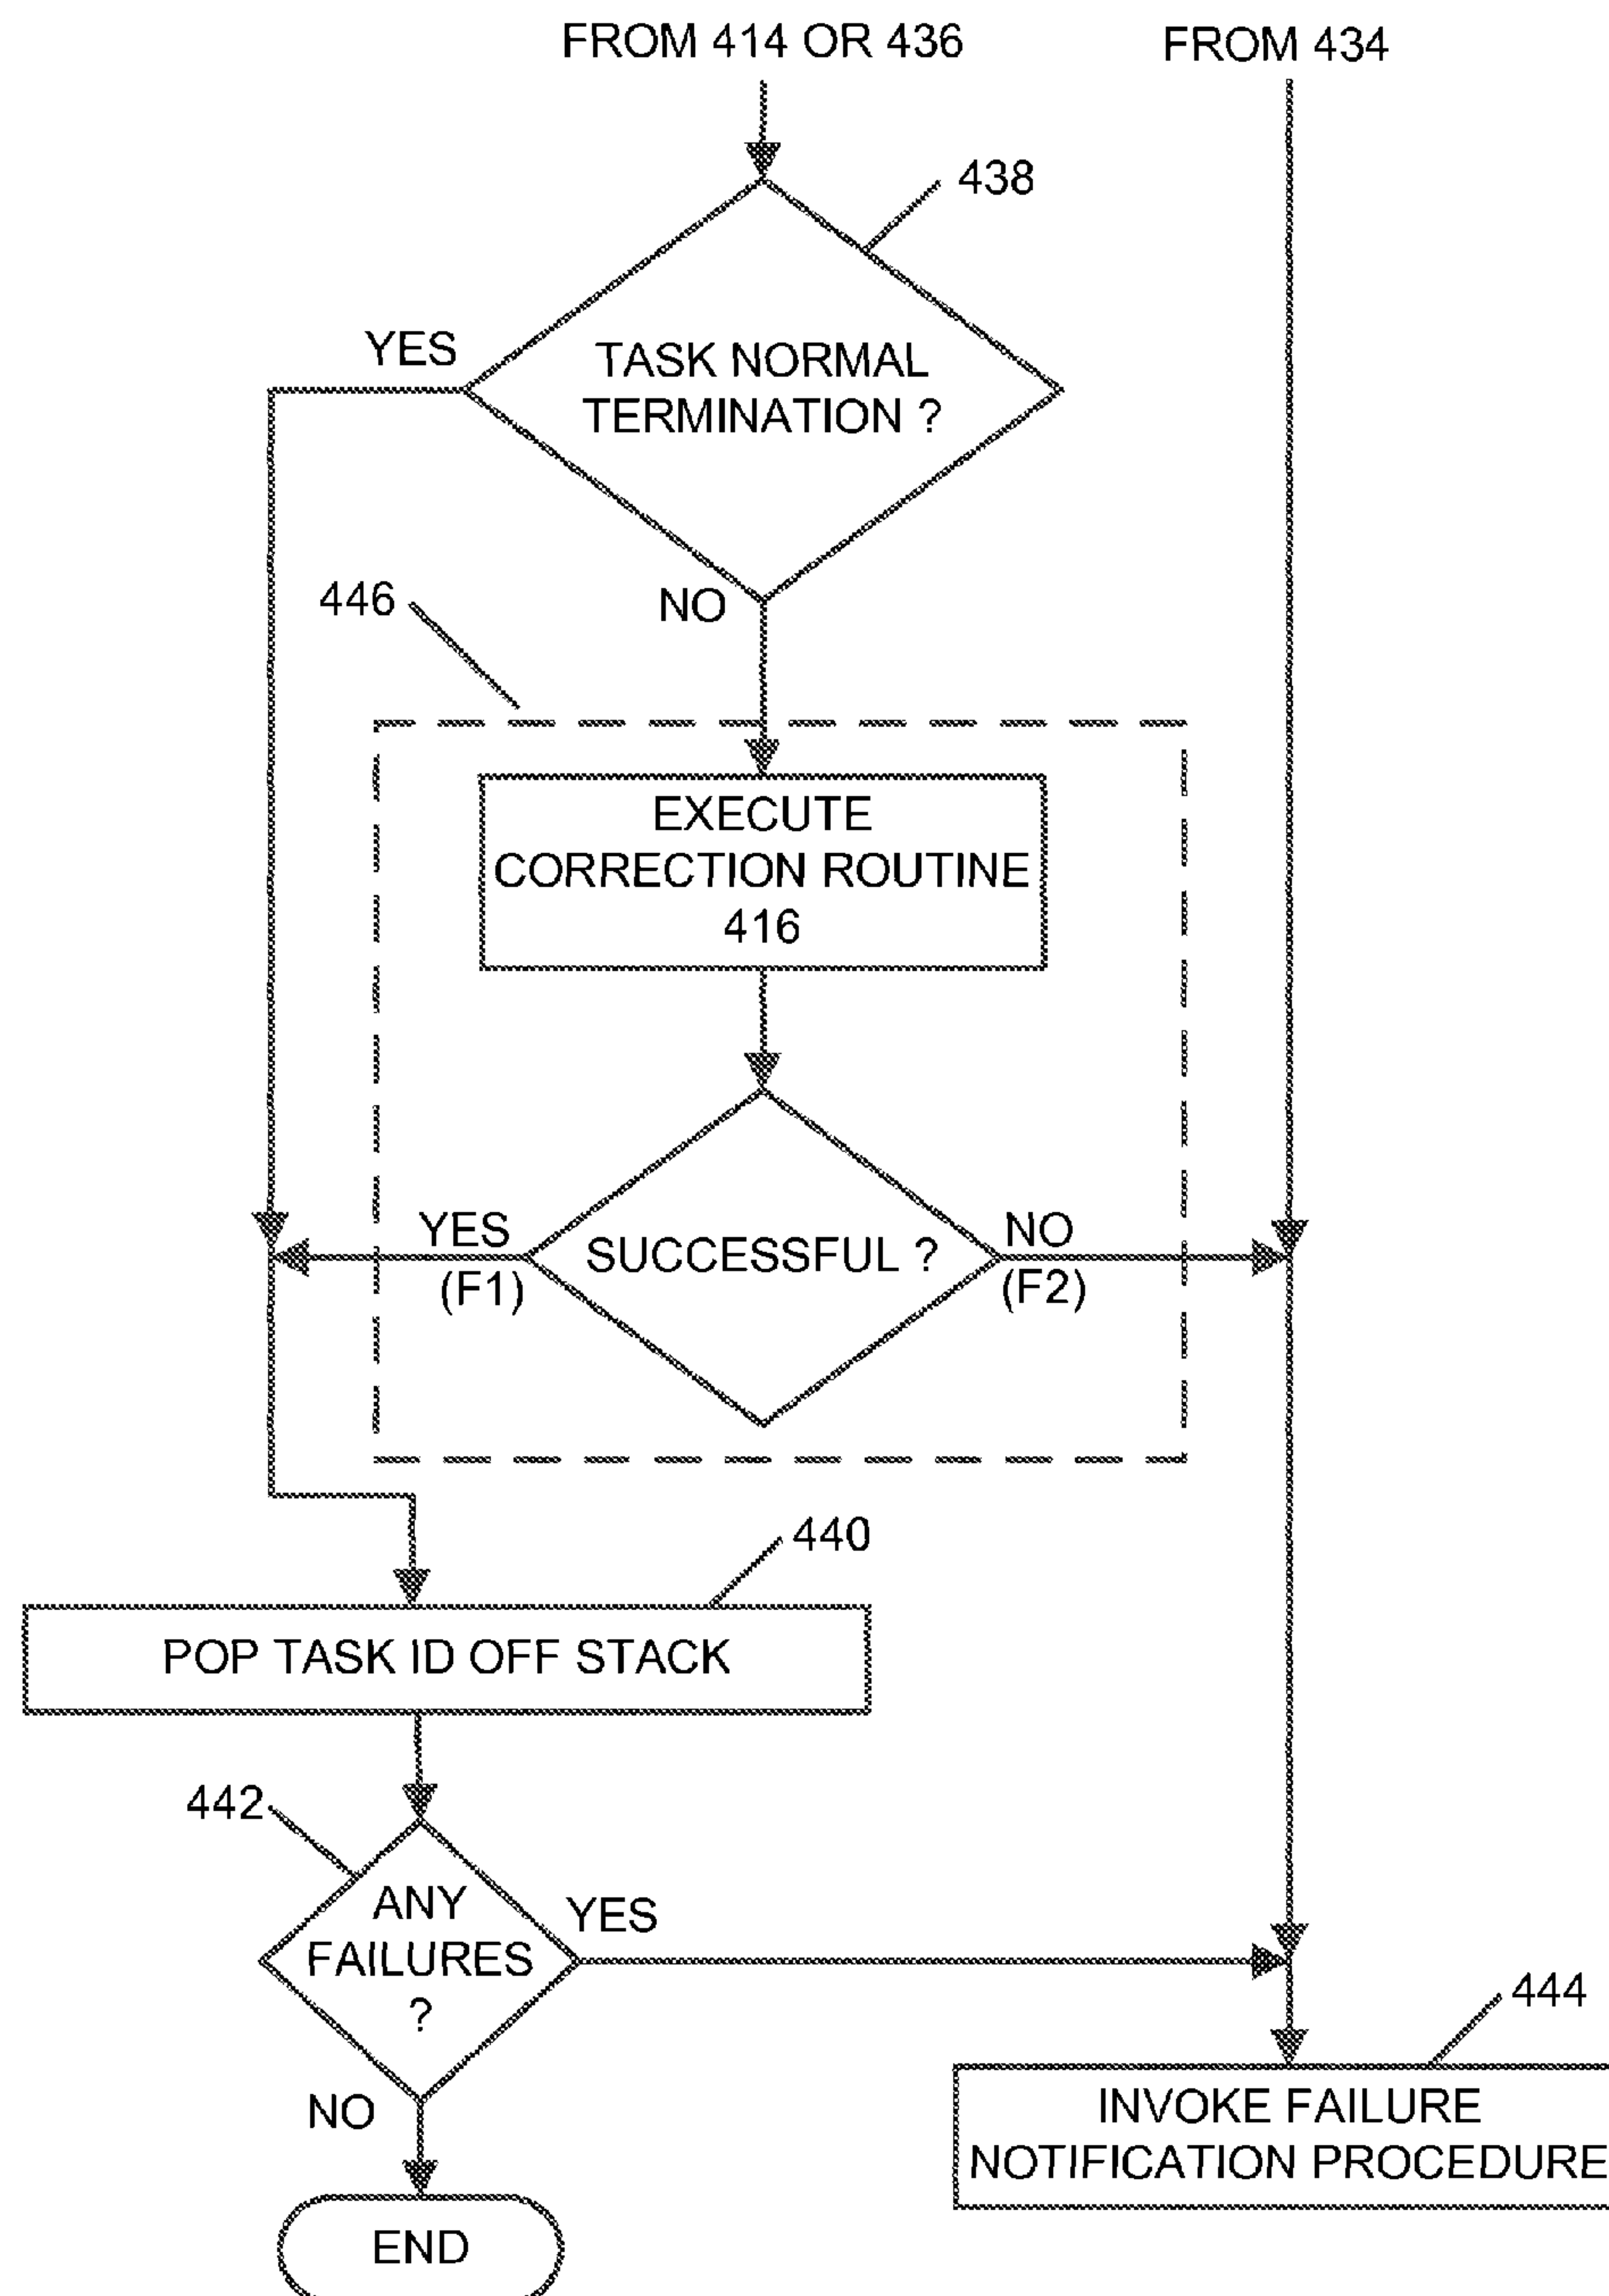 FROM 414 OR 436
FROM 434
438
YES
TASK NORMAL
TERMINATION ?
446
NO
EXECUTE
CORRECTION ROUTINE
416
YES
(F1)
SUCCESSFUL ?
NO
(F2)
440
POP TASK ID OFF STACK
442
ANY
FAILURES
?
YES
444
NO
INVOKE FAILURE
NOTIFICATION PROCEDURE
END